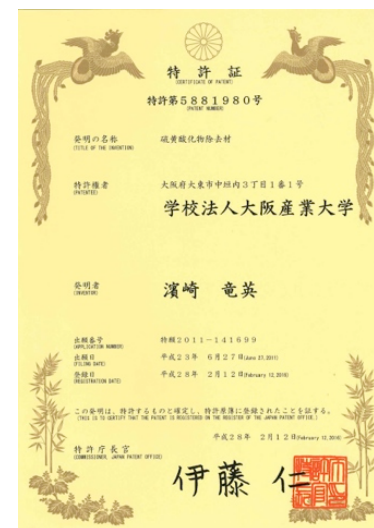 特許証
(CERTIFICATE OF PATENT)
特許第5881980号
(PATENT NUMBER)
発明の名称
(TITLE OF THE INVENTION)
硫黄酸化物除去材
特許権者
(PATENTEE)
大阪府大東市中垣内3丁目1番1号
学校法人大阪産業大学
発明者
(INVENTOR)
濱崎 竜英
出願番号
(APPLICATION NUMBER)
特願2011-141699
出願日
(FILING DATE)
平成23年 6月27日(June 27,2011)
登録日
(REGISTRATION DATE)
平成28年 2月12日(February 12,2016)
この発明は、特許するものと確定し、特許原簿に登録されたことを証する。
(THIS IS TO CERTIFY THAT THE PATENT IS REGISTERED ON THE REGISTER OF THE JAPAN PATENT OFFICE.)
平成28年 2月12日(February 12,2016)
特許庁長官
(COMMISSIONER, JAPAN PATENT OFFICE)
伊藤 仁